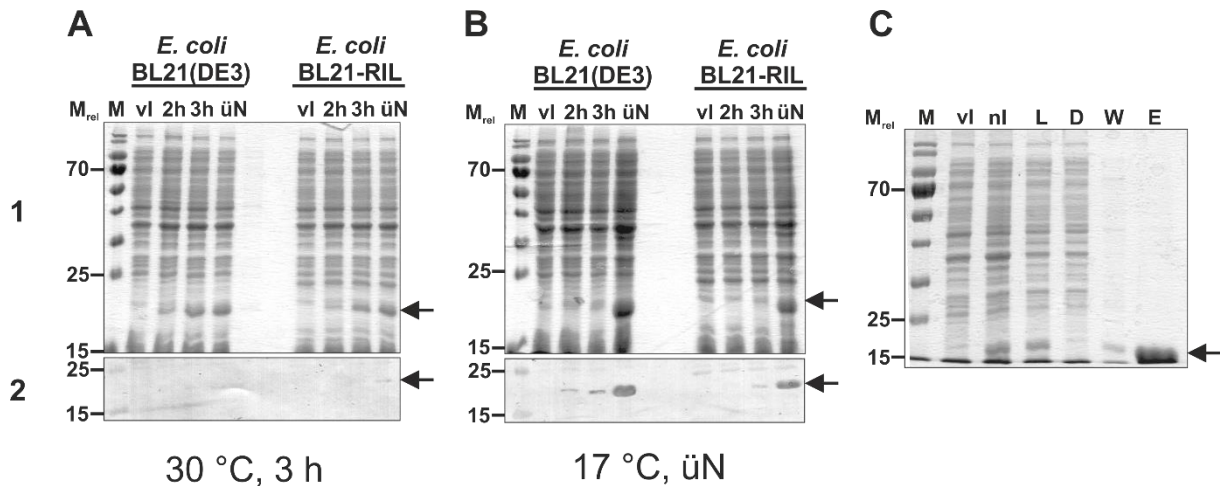 A
B
C
E. coli
BL21(DE3)
E. coli
BL21-RIL
E. coli
BL21(DE3)
E. coli
BL21-RIL
Mrel M vI 2h 3h üN vI 2h 3h üN
Mrel M vI 2h 3h üN vI 2h 3h üN
M vI nI L D W E
Mrel
70
25
15
70
25
15
70
25
15
1
25
15
25
15
2
30 °C, 3 h
17 °C, üN